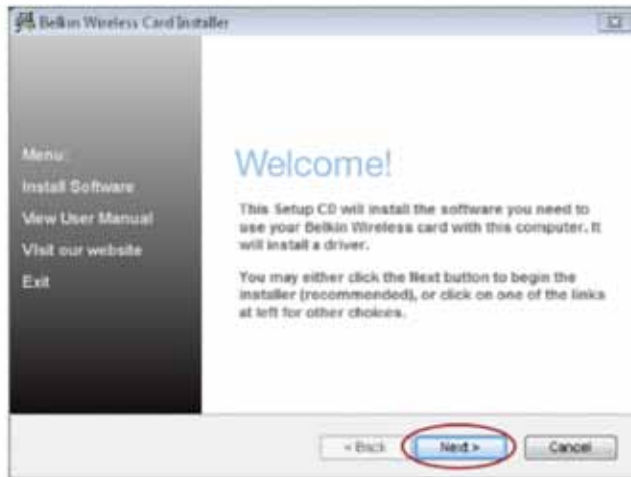 Belkin Wireless Card Installer
Menu:
Install Software
View User Manual
Visit our website
Exit
Welcome!
This Setup CD will install the software you need to
use your Belkin Wireless card with this computer. It
will install a driver.
You may either click the Next button to begin the
installer (recommended), or click on one of the links
at left for other choices.
< Back
Next >
Cancel